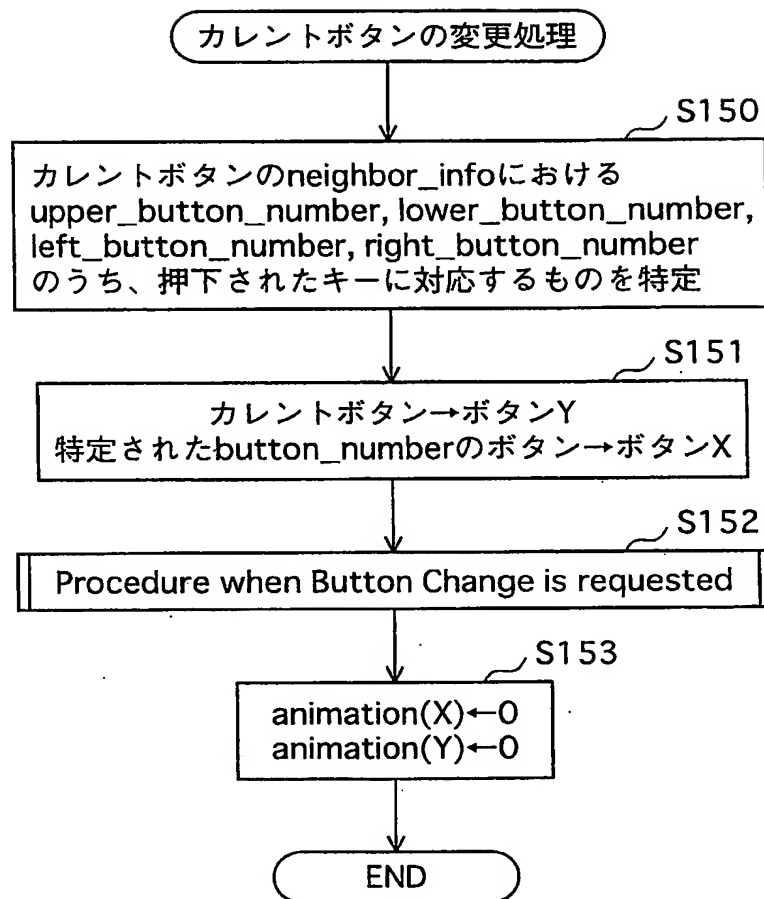 カレントボタンの変更処理
S150
カレントボタンのneighbor_infoにおける
upper_button_number, lower_button_number,
left_button_number, right_button_number
のうち、押下されたキーに対応するものを特定
S151
カレントボタン→ボタンY
特定されたbutton_numberのボタン→ボタンX
S152
Procedure when Button Change is requested
S153
animation(X)←0
animation(Y)←0
END